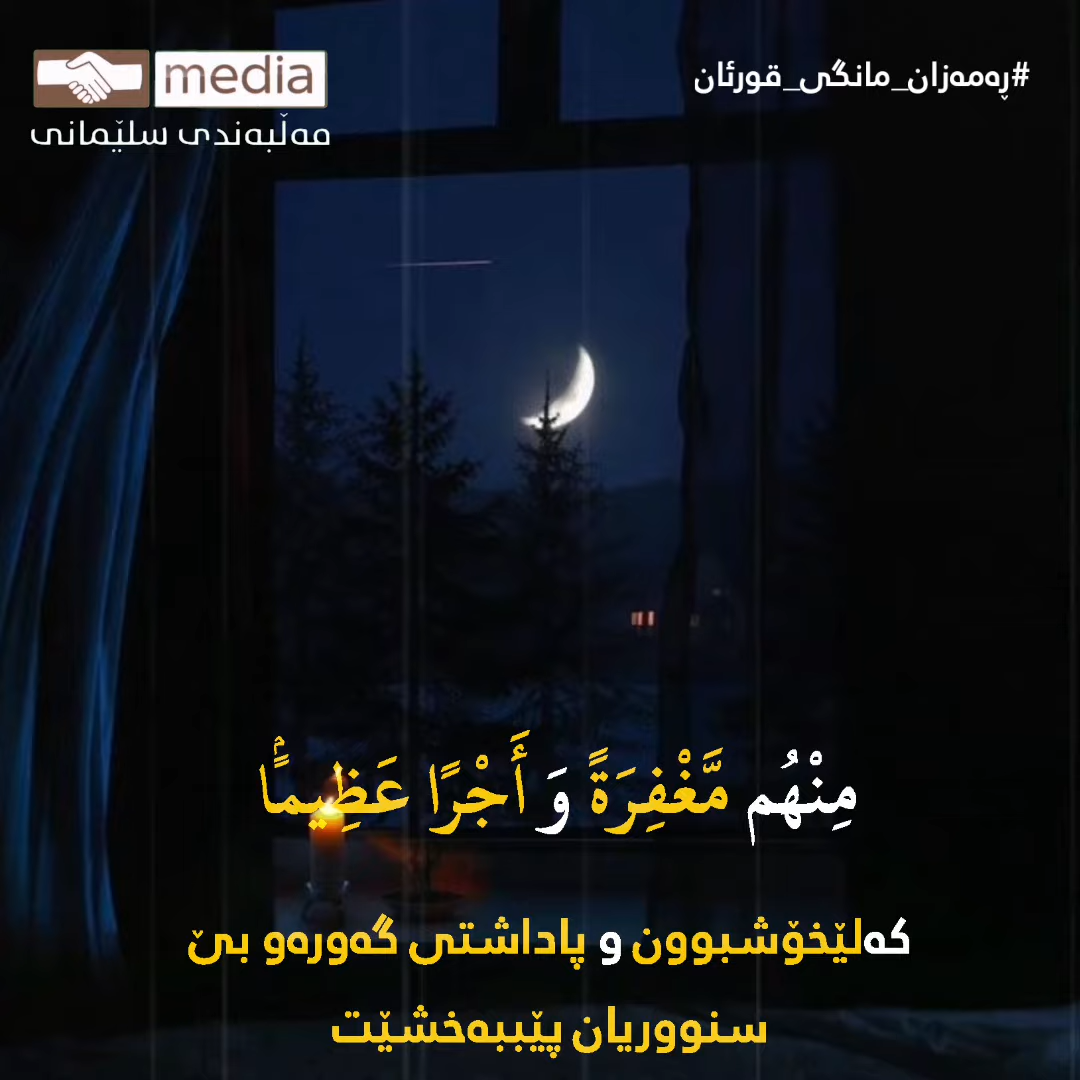 #ڕەمەزان_مانگی_قورئان
media
مەڵبەندی سلێمانی
مِنْهُم مَّغْفِرَةً وَ أَجْرًا عَظِيمًۢا
کەلێخۆشبوون و پاداشتی گەورەو بێ
سنووریان پێببەخشێت